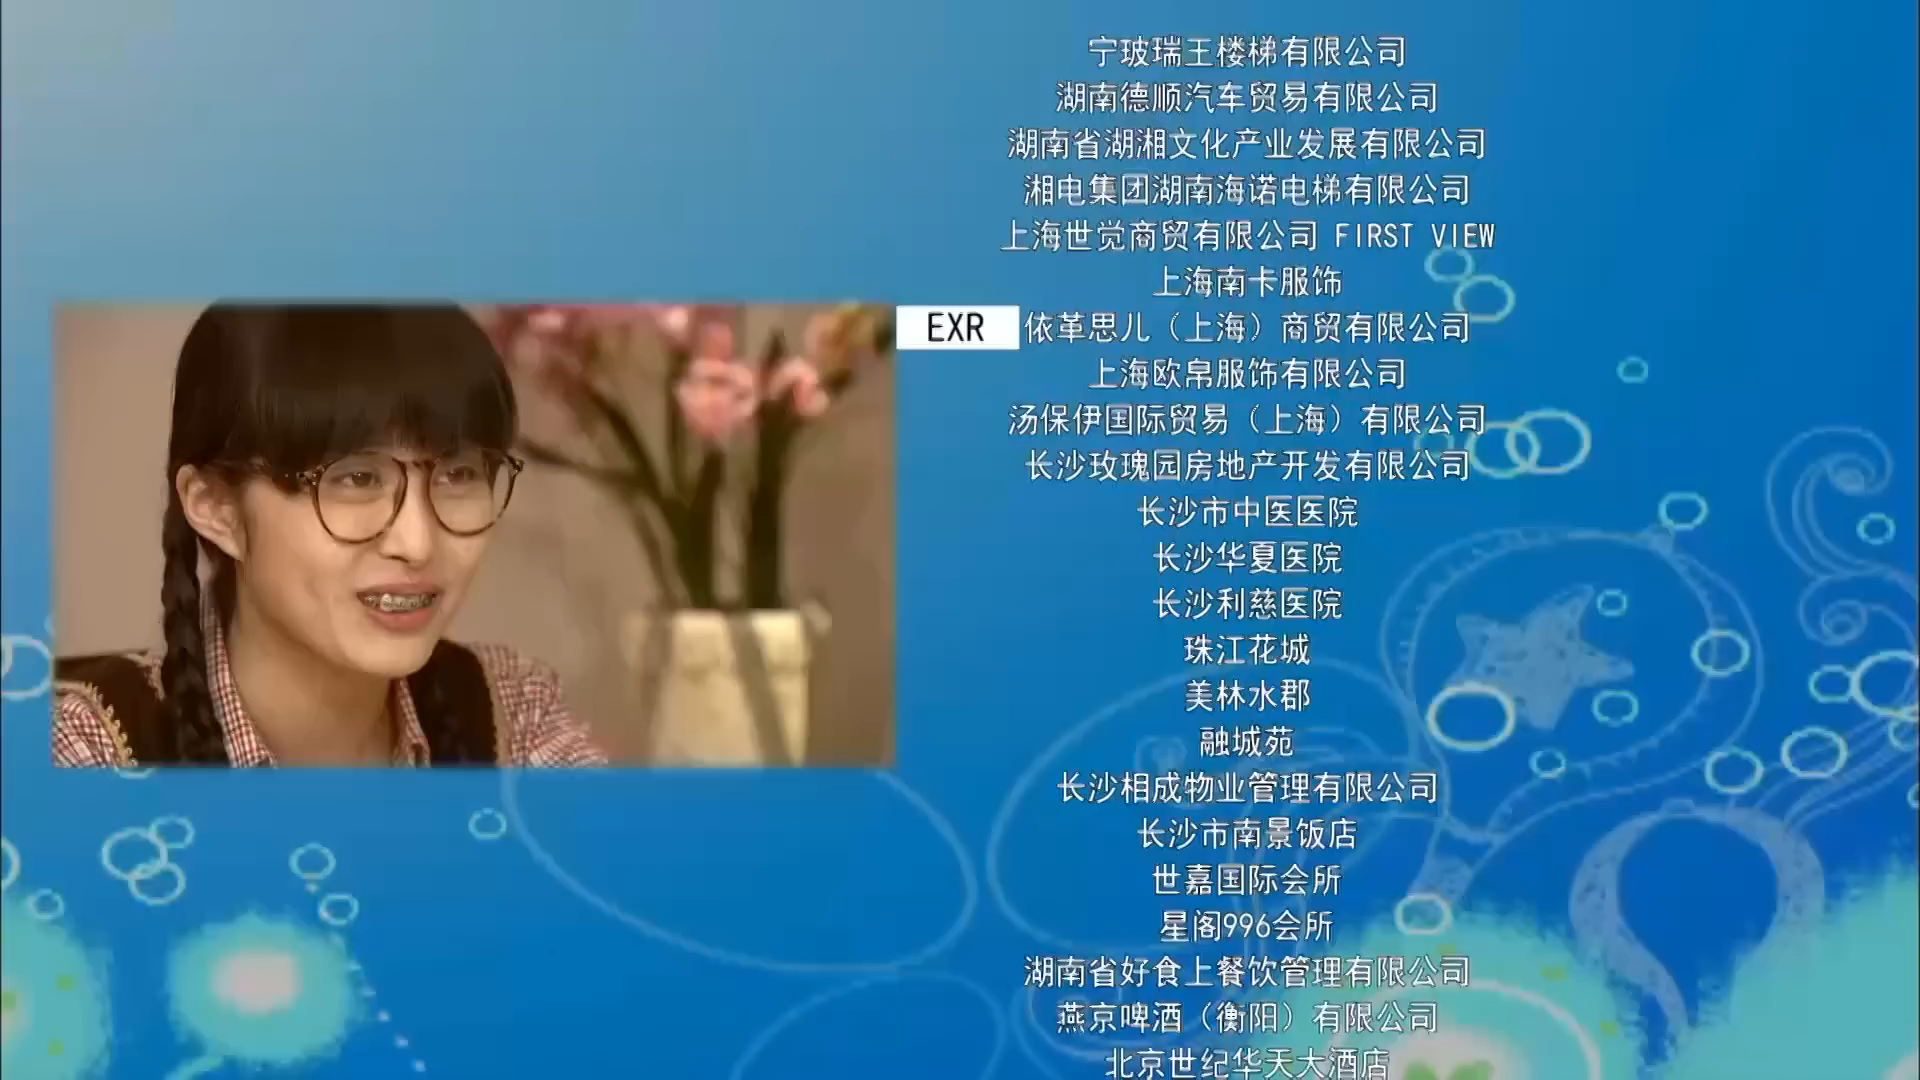 宁玻瑞王楼梯有限公司
湖南德顺汽车贸易有限公司
湖南省湖湘文化产业发展有限公司
湘电集团湖南海诺电梯有限公司
上海世觉商贸有限公司 FIRST VIEW
上海南卡服饰
EXR 依革思儿（上海）商贸有限公司
上海欧帛服饰有限公司
汤保伊国际贸易（上海）有限公司
长沙玫瑰园房地产开发有限公司
长沙市中医医院
长沙华夏医院
长沙利慈医院
珠江花城
美林水郡
融城苑
长沙相成物业管理有限公司
长沙市南景饭店
世嘉国际会所
星阁996会所
湖南省好食上餐饮管理有限公司
燕京啤酒（衡阳）有限公司
北京世纪华天大酒店